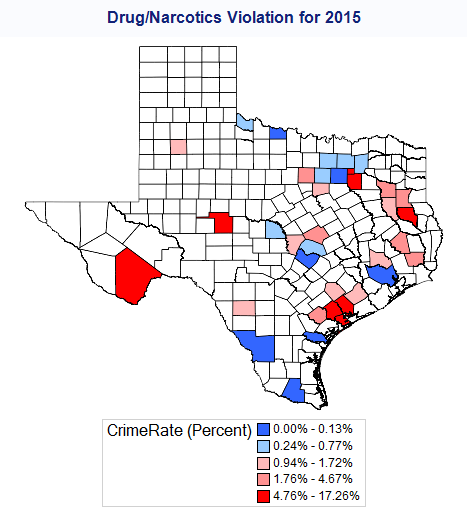 Drug/Narcotics Violation for 2015
CrimeRate (Percent)
0.00% - 0.13%
0.24% - 0.77%
0.94% - 1.72%
1.76% - 4.67%
4.76% - 17.26%